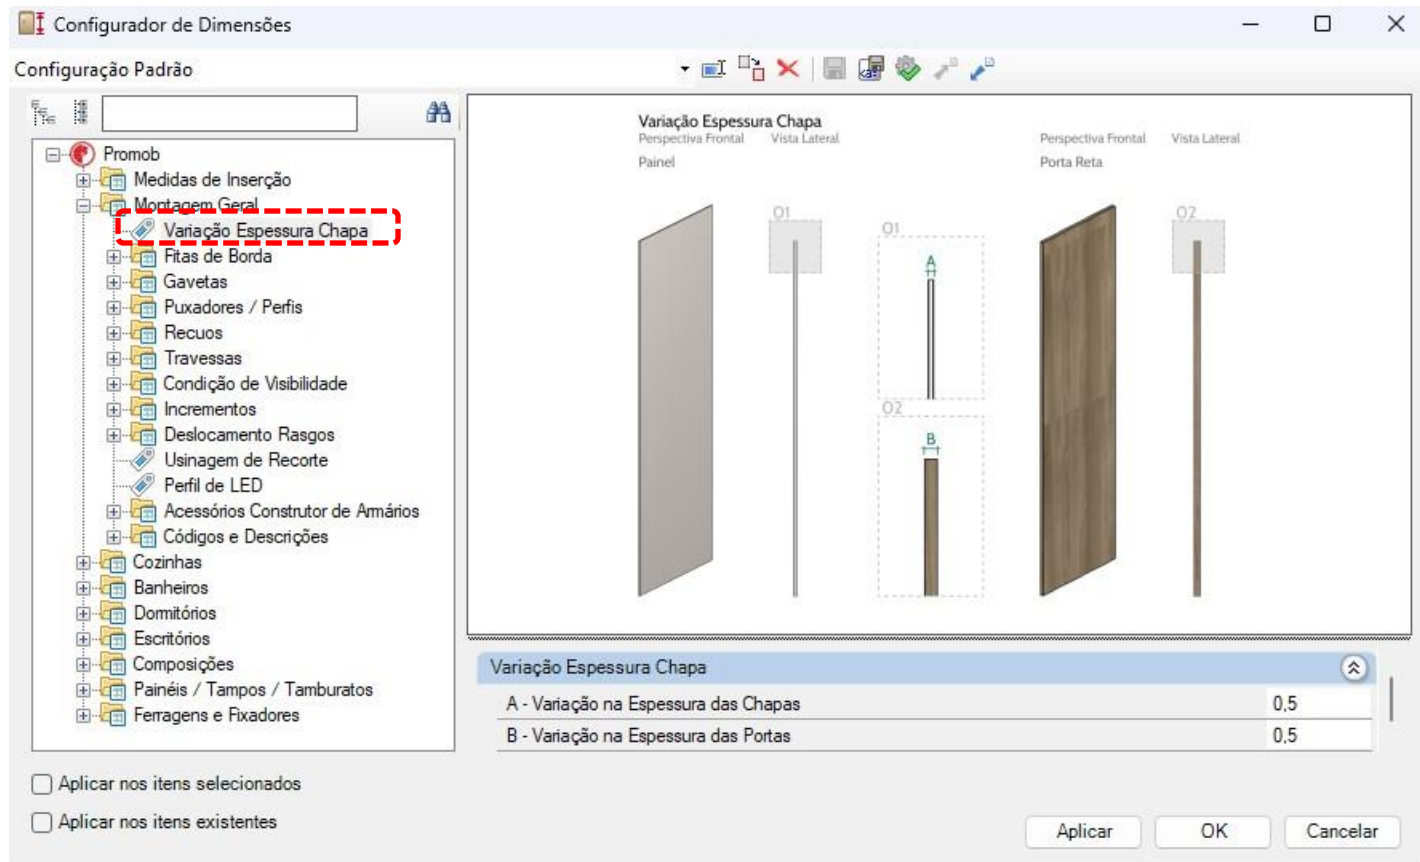 Configurador de Dimensões
Configuração Padrão
Promob
Medidas de Inserção
Montagem Geral
Variação Espessura Chapa
Fitas de Borda
Gavetas
Puxadores / Perfis
Recuos
Travessas
Condição de Visibilidade
Incrementos
Deslocamento Rasgos
Usinagem de Recorte
Perfil de LED
Acessórios Construtor de Armários
Códigos e Descrições
Cozinhas
Banheiros
Dormitórios
Escritórios
Composições
Painéis / Tampos / Tamburatos
Ferragens e Fixadores
Variação Espessura Chapa
Perspectiva Frontal Vista Lateral Perspectiva Frontal Vista Lateral
Painel Porta Reta
01 01 02
A
02
B
Variação Espessura Chapa
A - Variação na Espessura das Chapas 0,5
B - Variação na Espessura das Portas 0,5
Aplicar nos itens selecionados
Aplicar nos itens existentes
Aplicar OK Cancelar